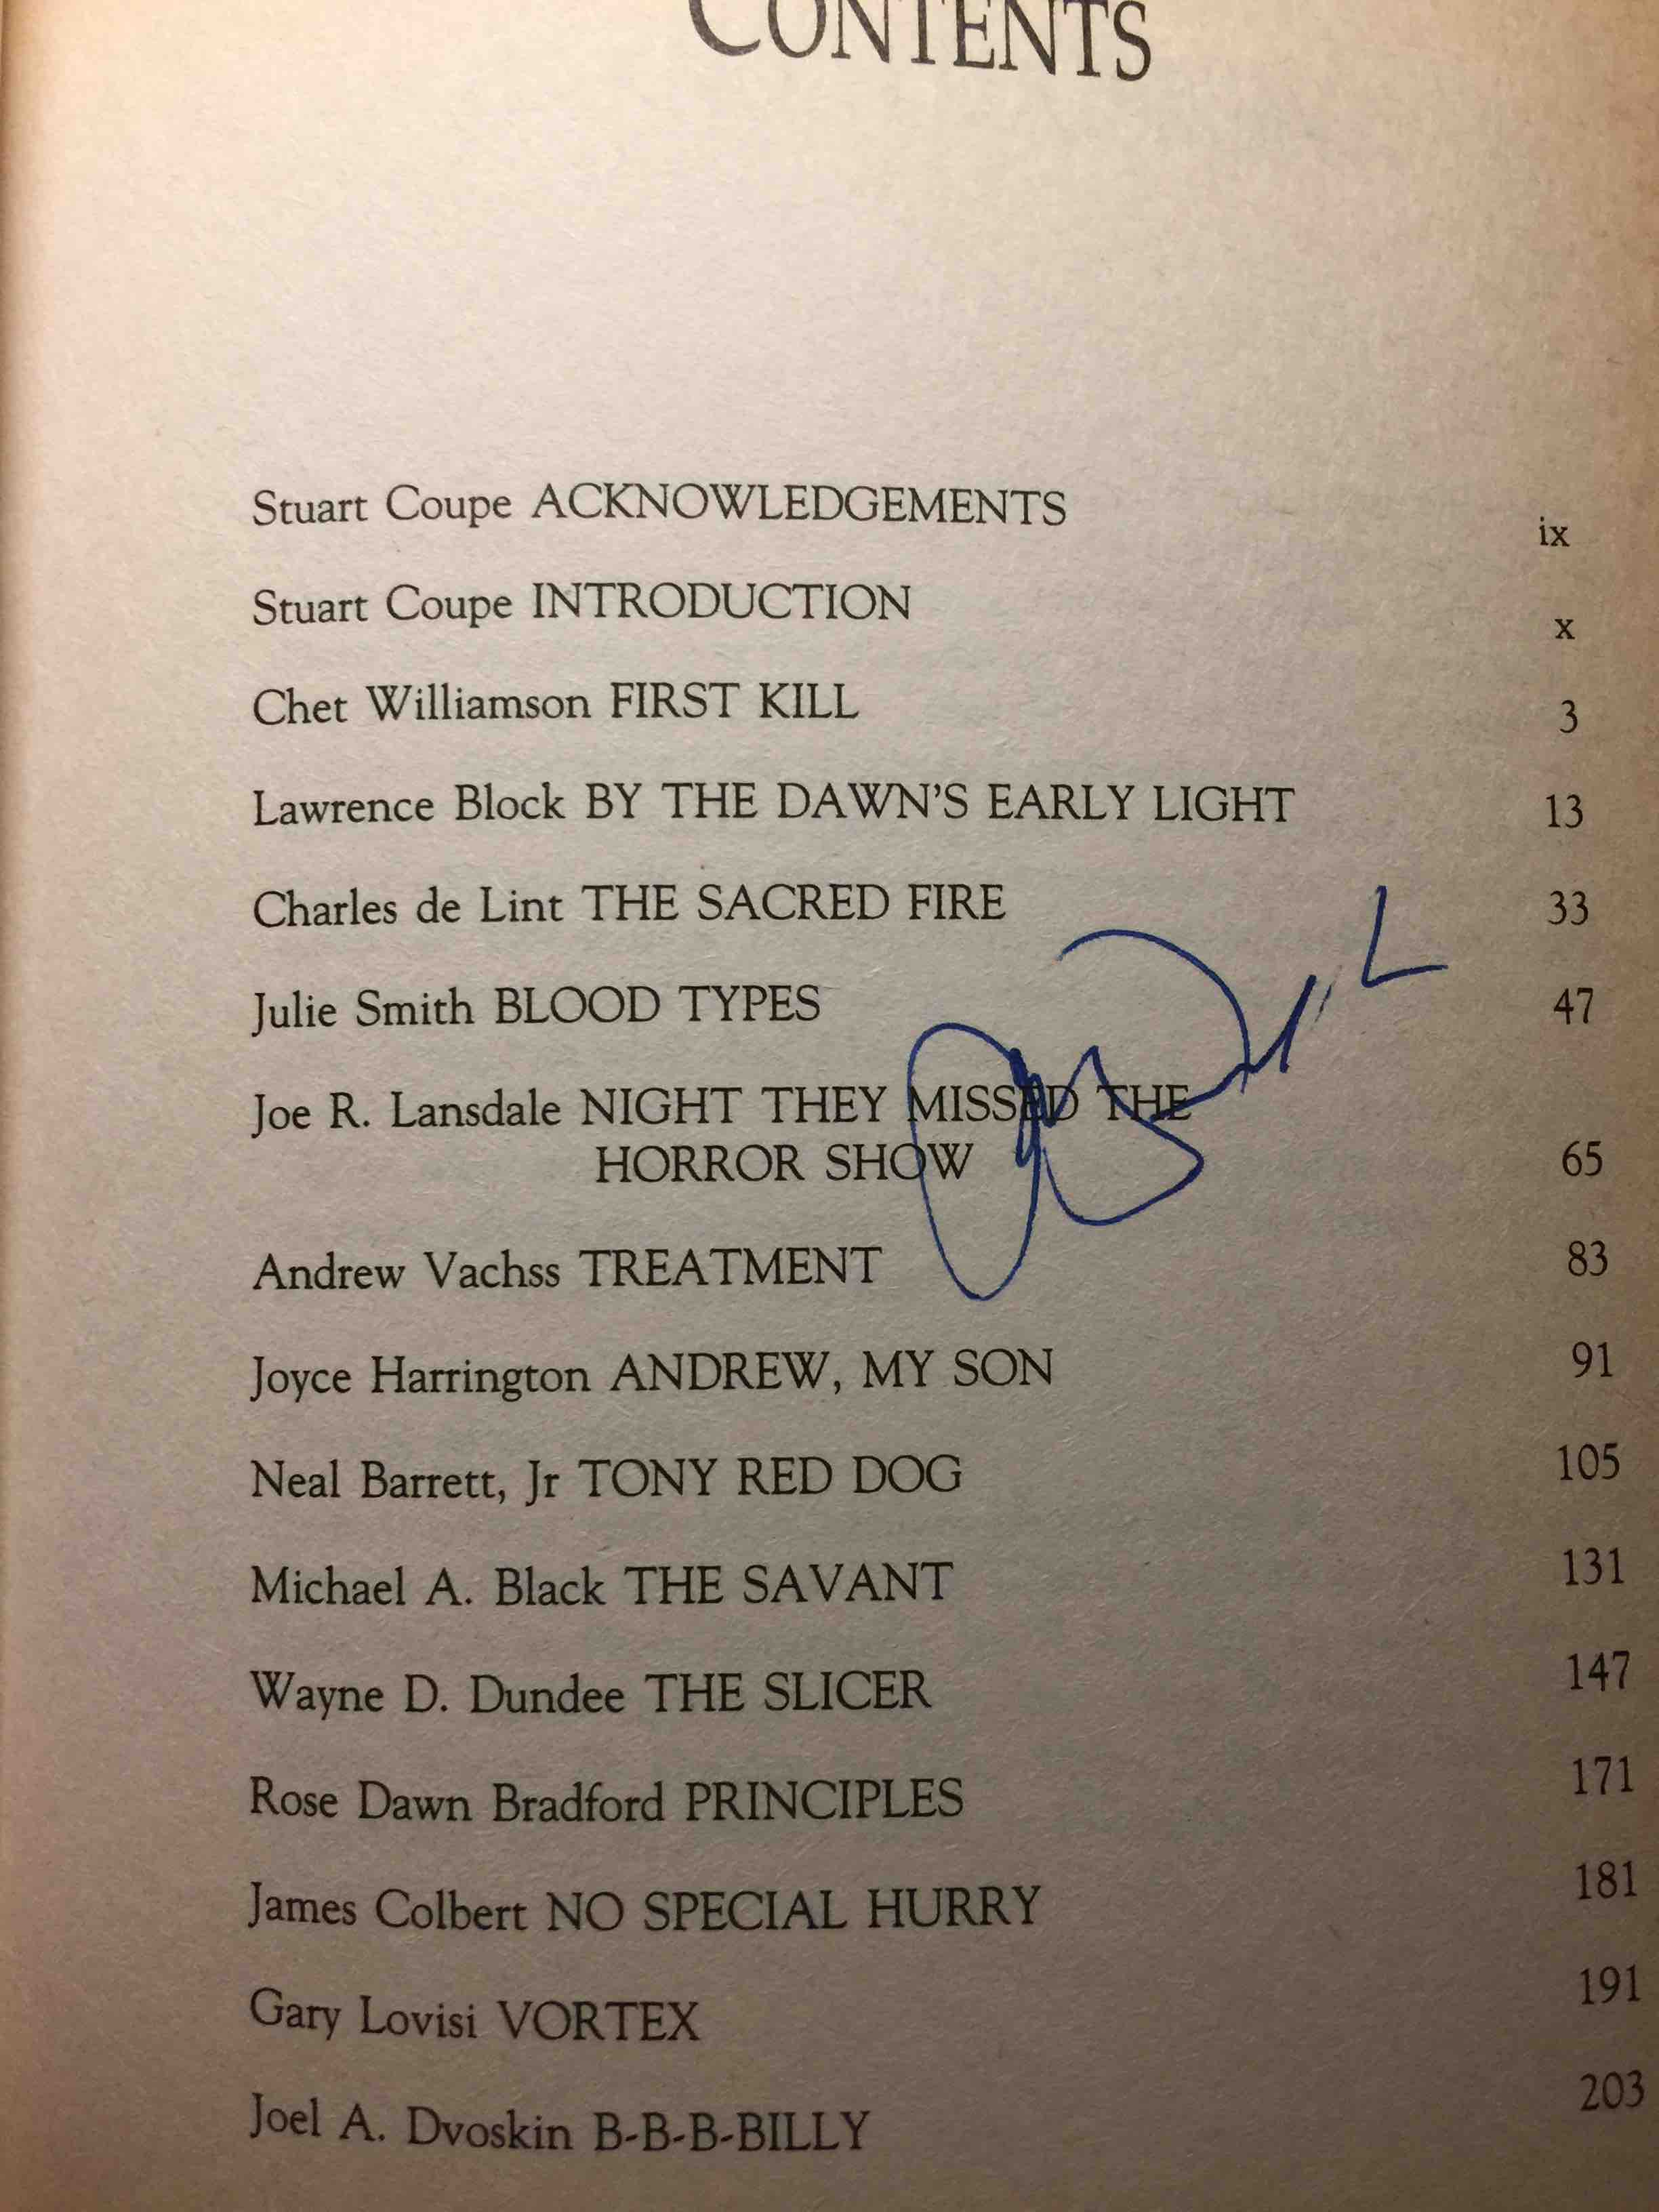 CONTENTS
Stuart Coupe ACKNOWLEDGEMENTS ix
Stuart Coupe INTRODUCTION x
Chet Williamson FIRST KILL 3
Lawrence Block BY THE DAWN'S EARLY LIGHT 13
Charles de Lint THE SACRED FIRE 33
Julie Smith BLOOD TYPES 47
Joe R. Lansdale NIGHT THEY MISSED THE
HORROR SHOW 65
Andrew Vachss TREATMENT 83
Joyce Harrington ANDREW, MY SON 91
Neal Barrett, Jr TONY RED DOG 105
Michael A. Black THE SAVANT 131
Wayne D. Dundee THE SLICER 147
Rose Dawn Bradford PRINCIPLES 171
James Colbert NO SPECIAL HURRY 181
Gary Lovisi VORTEX 191
Joel A. Dvoskin B-B-B-BILLY 203